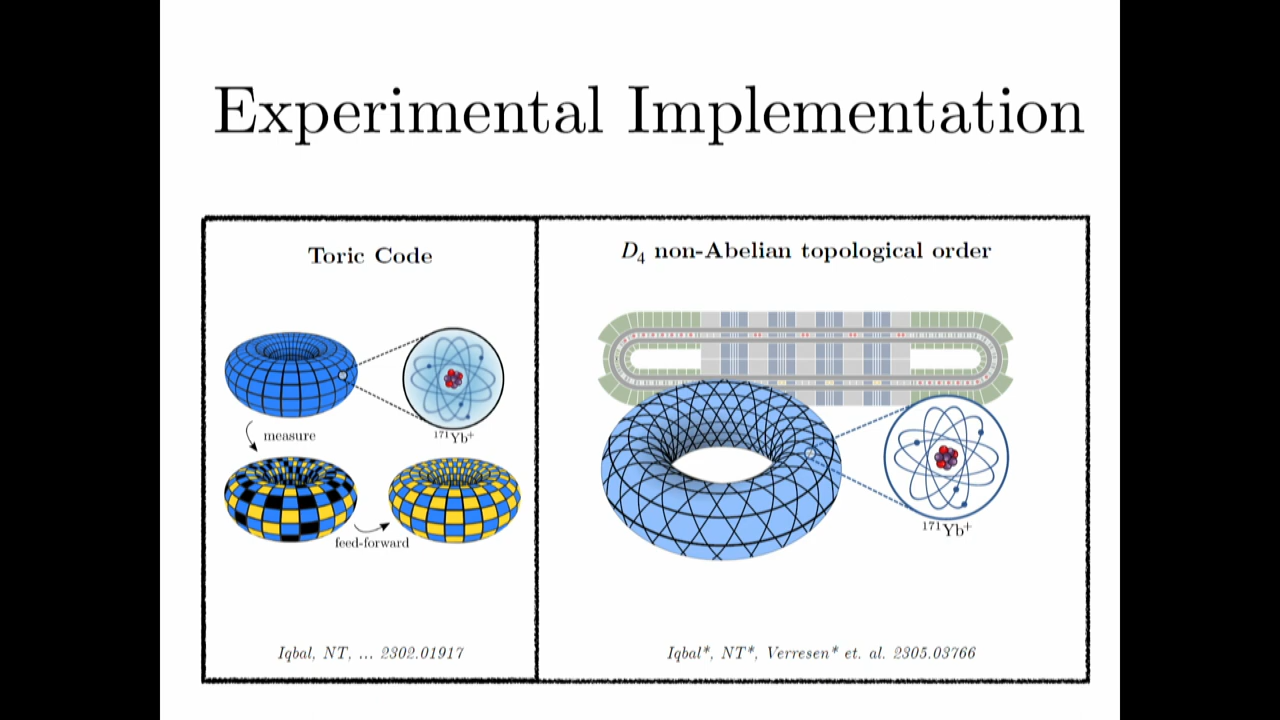 Experimental Implementation
Toric Code
measure
¹⁷¹Yb⁺
feed-forward
Iqbal, NT, ... 2302.01917
D₄ non-Abelian topological order
¹⁷¹Yb⁺
Iqbal*, NT*, Verresen* et. al. 2305.03766